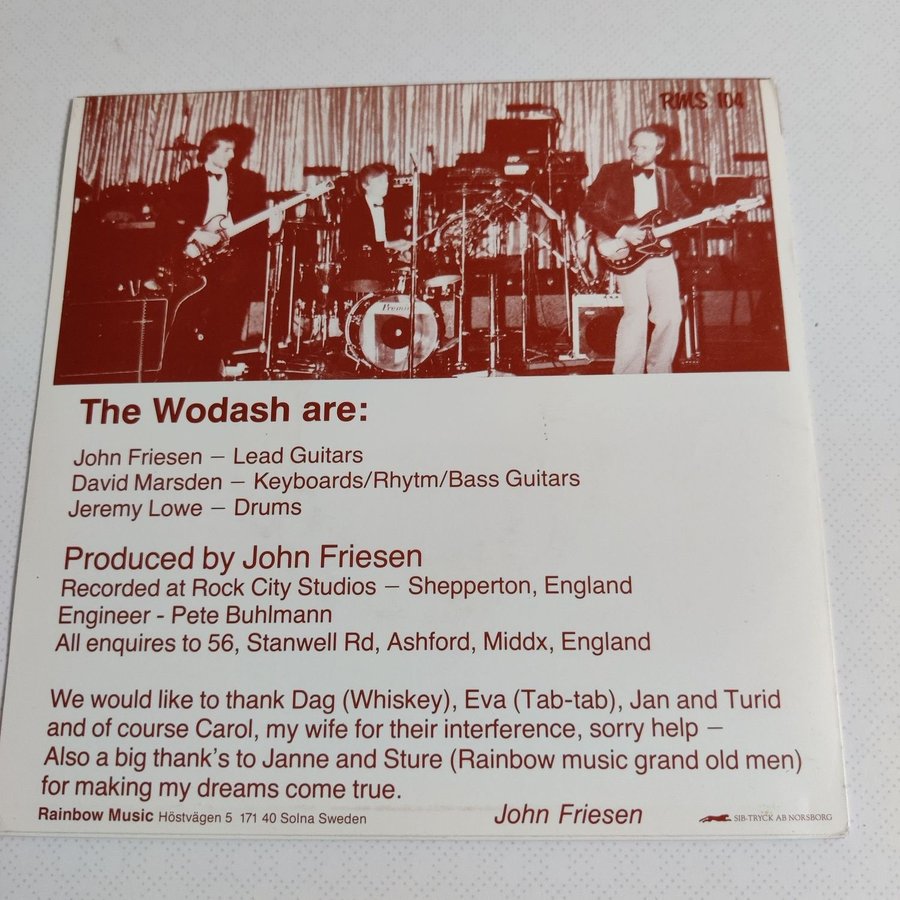 RMS 104
Premier
The Wodash are:
John Friesen – Lead Guitars
David Marsden – Keyboards/Rhytm/Bass Guitars
Jeremy Lowe – Drums
Produced by John Friesen
Recorded at Rock City Studios – Shepperton, England
Engineer - Pete Buhlmann
All enquires to 56, Stanwell Rd, Ashford, Middx, England
We would like to thank Dag (Whiskey), Eva (Tab-tab), Jan and Turid
and of course Carol, my wife for their interference, sorry help –
Also a big thank's to Janne and Sture (Rainbow music grand old men)
for making my dreams come true.
John Friesen
Rainbow Music Höstvägen 5 171 40 Solna Sweden
SIB-TRYCK AB NORSBORG